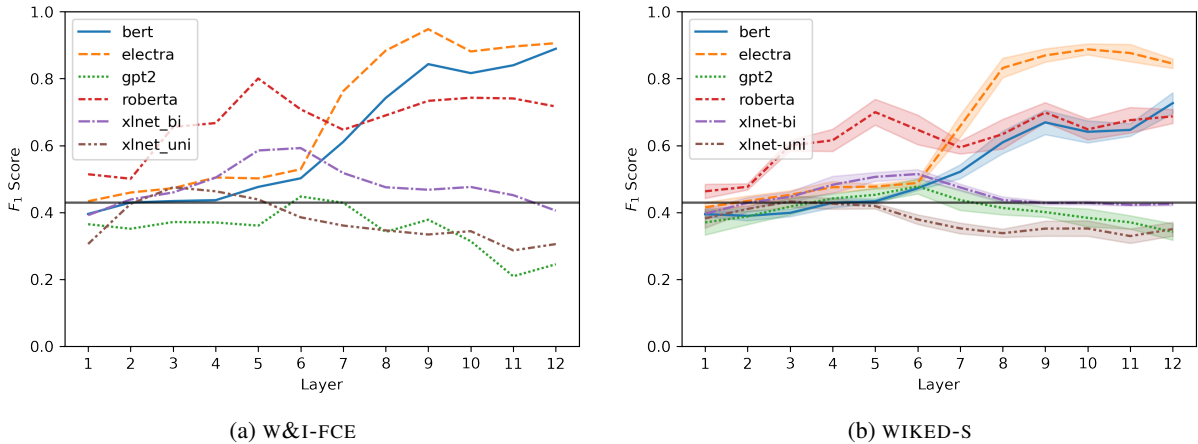 1.0
0.8
0.6
0.4
0.2
0.0
F1 Score
bert
electra
gpt2
roberta
xlnet_bi
xlnet_uni
1 2 3 4 5 6 7 8 9 10 11 12
Layer
(a) W&I-FCE
1.0
0.8
0.6
0.4
0.2
0.0
F1 Score
bert
electra
gpt2
roberta
xlnet-bi
xlnet-uni
1 2 3 4 5 6 7 8 9 10 11 12
Layer
(b) WIKED-S